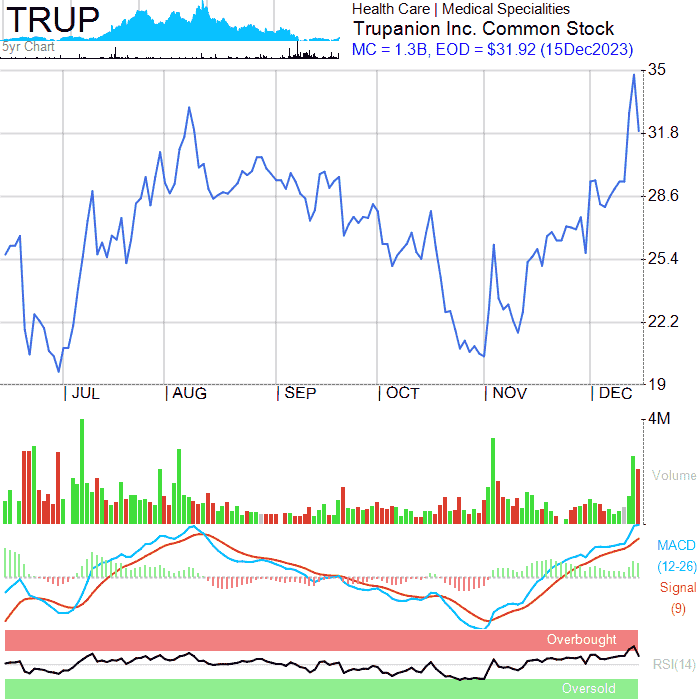 TRUP
5yr Chart
Health Care | Medical Specialities
Trupanion Inc. Common Stock
MC = 1.3B, EOD = $31.92 (15Dec2023)
35
31.8
28.6
25.4
22.2
19
| JUL | AUG | SEP | OCT | NOV | DEC
4M
Volume
MACD
(12-26)
Signal
(9)
Overbought
RSI(14)
Oversold